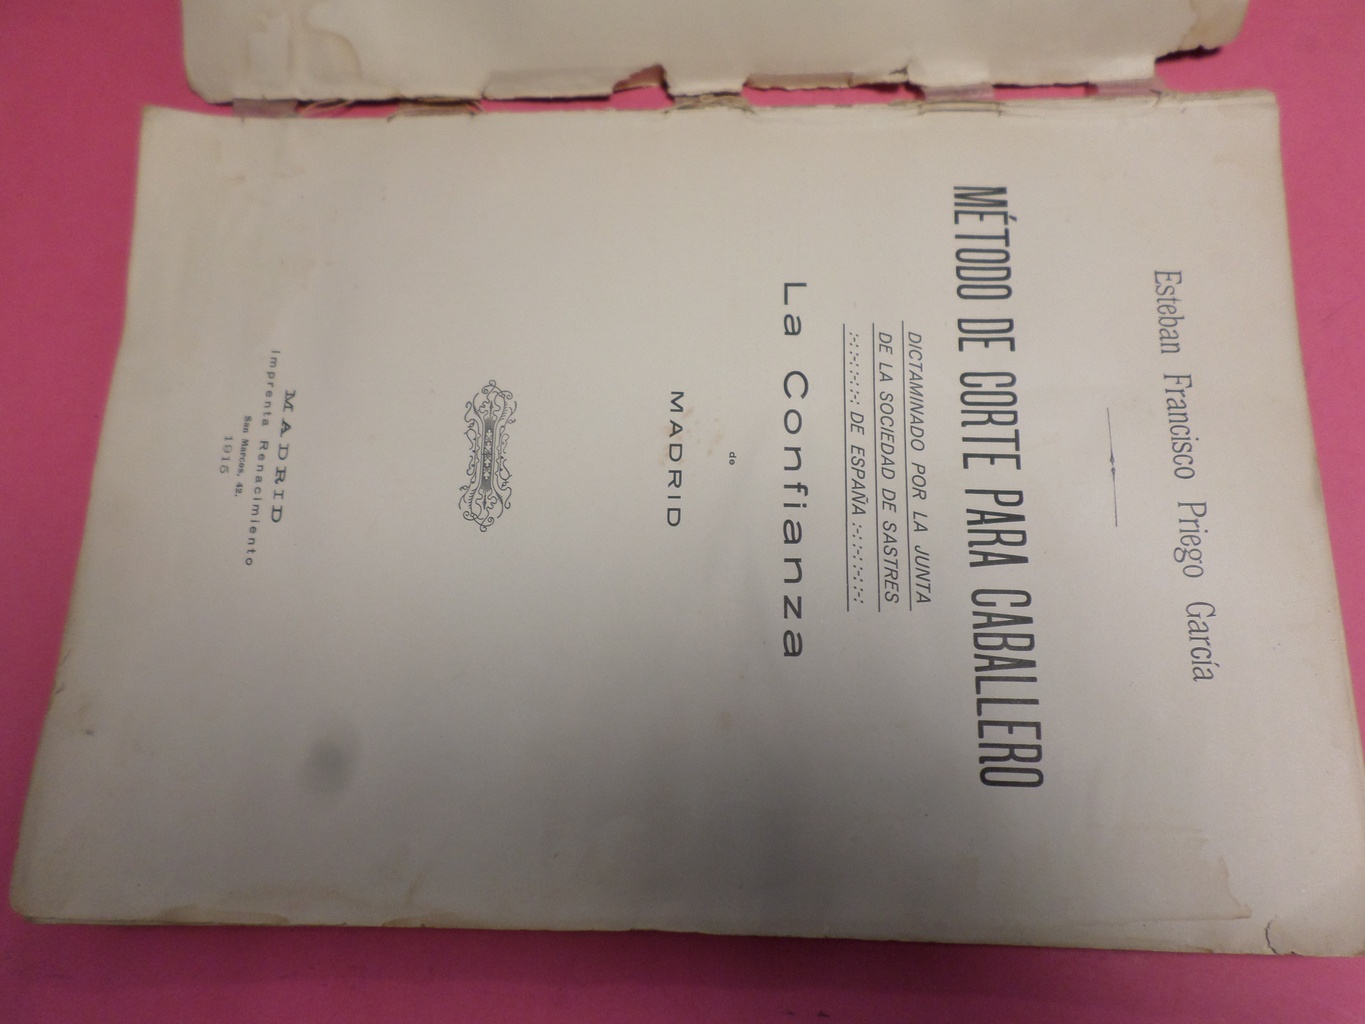 Esteban Francisco Priego García
MÉTODO DE CORTE PARA CABALLERO
DICTAMINADO POR LA JUNTA
DE LA SOCIEDAD DE SASTRES
:-: :-: :-: :-: DE ESPAÑA :-: :-: :-: :-:
La Confianza
de
MADRID
MADRID
Imprenta Renacimiento
San Marcos, 42.
1915